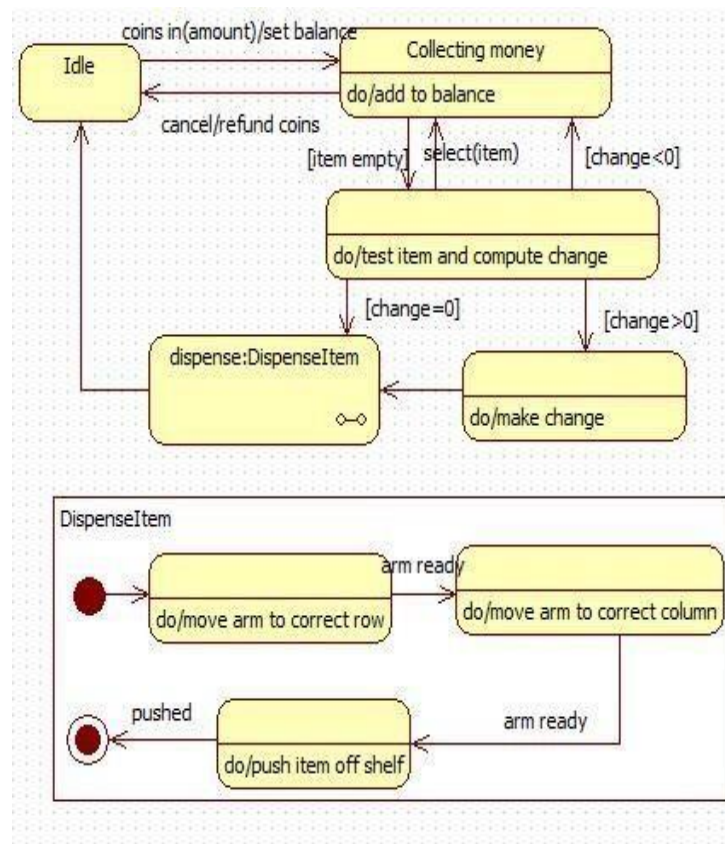 coins in(amount)/set balance
Idle
Collecting money
do/add to balance
cancel/refund coins
[item empty]
select(item)
[change<0]
do/test item and compute change
[change=0]
[change>0]
dispense:DispenseItem
do/make change
DispenseItem
arm ready
do/move arm to correct row
do/move arm to correct column
pushed
arm ready
do/push item off shelf